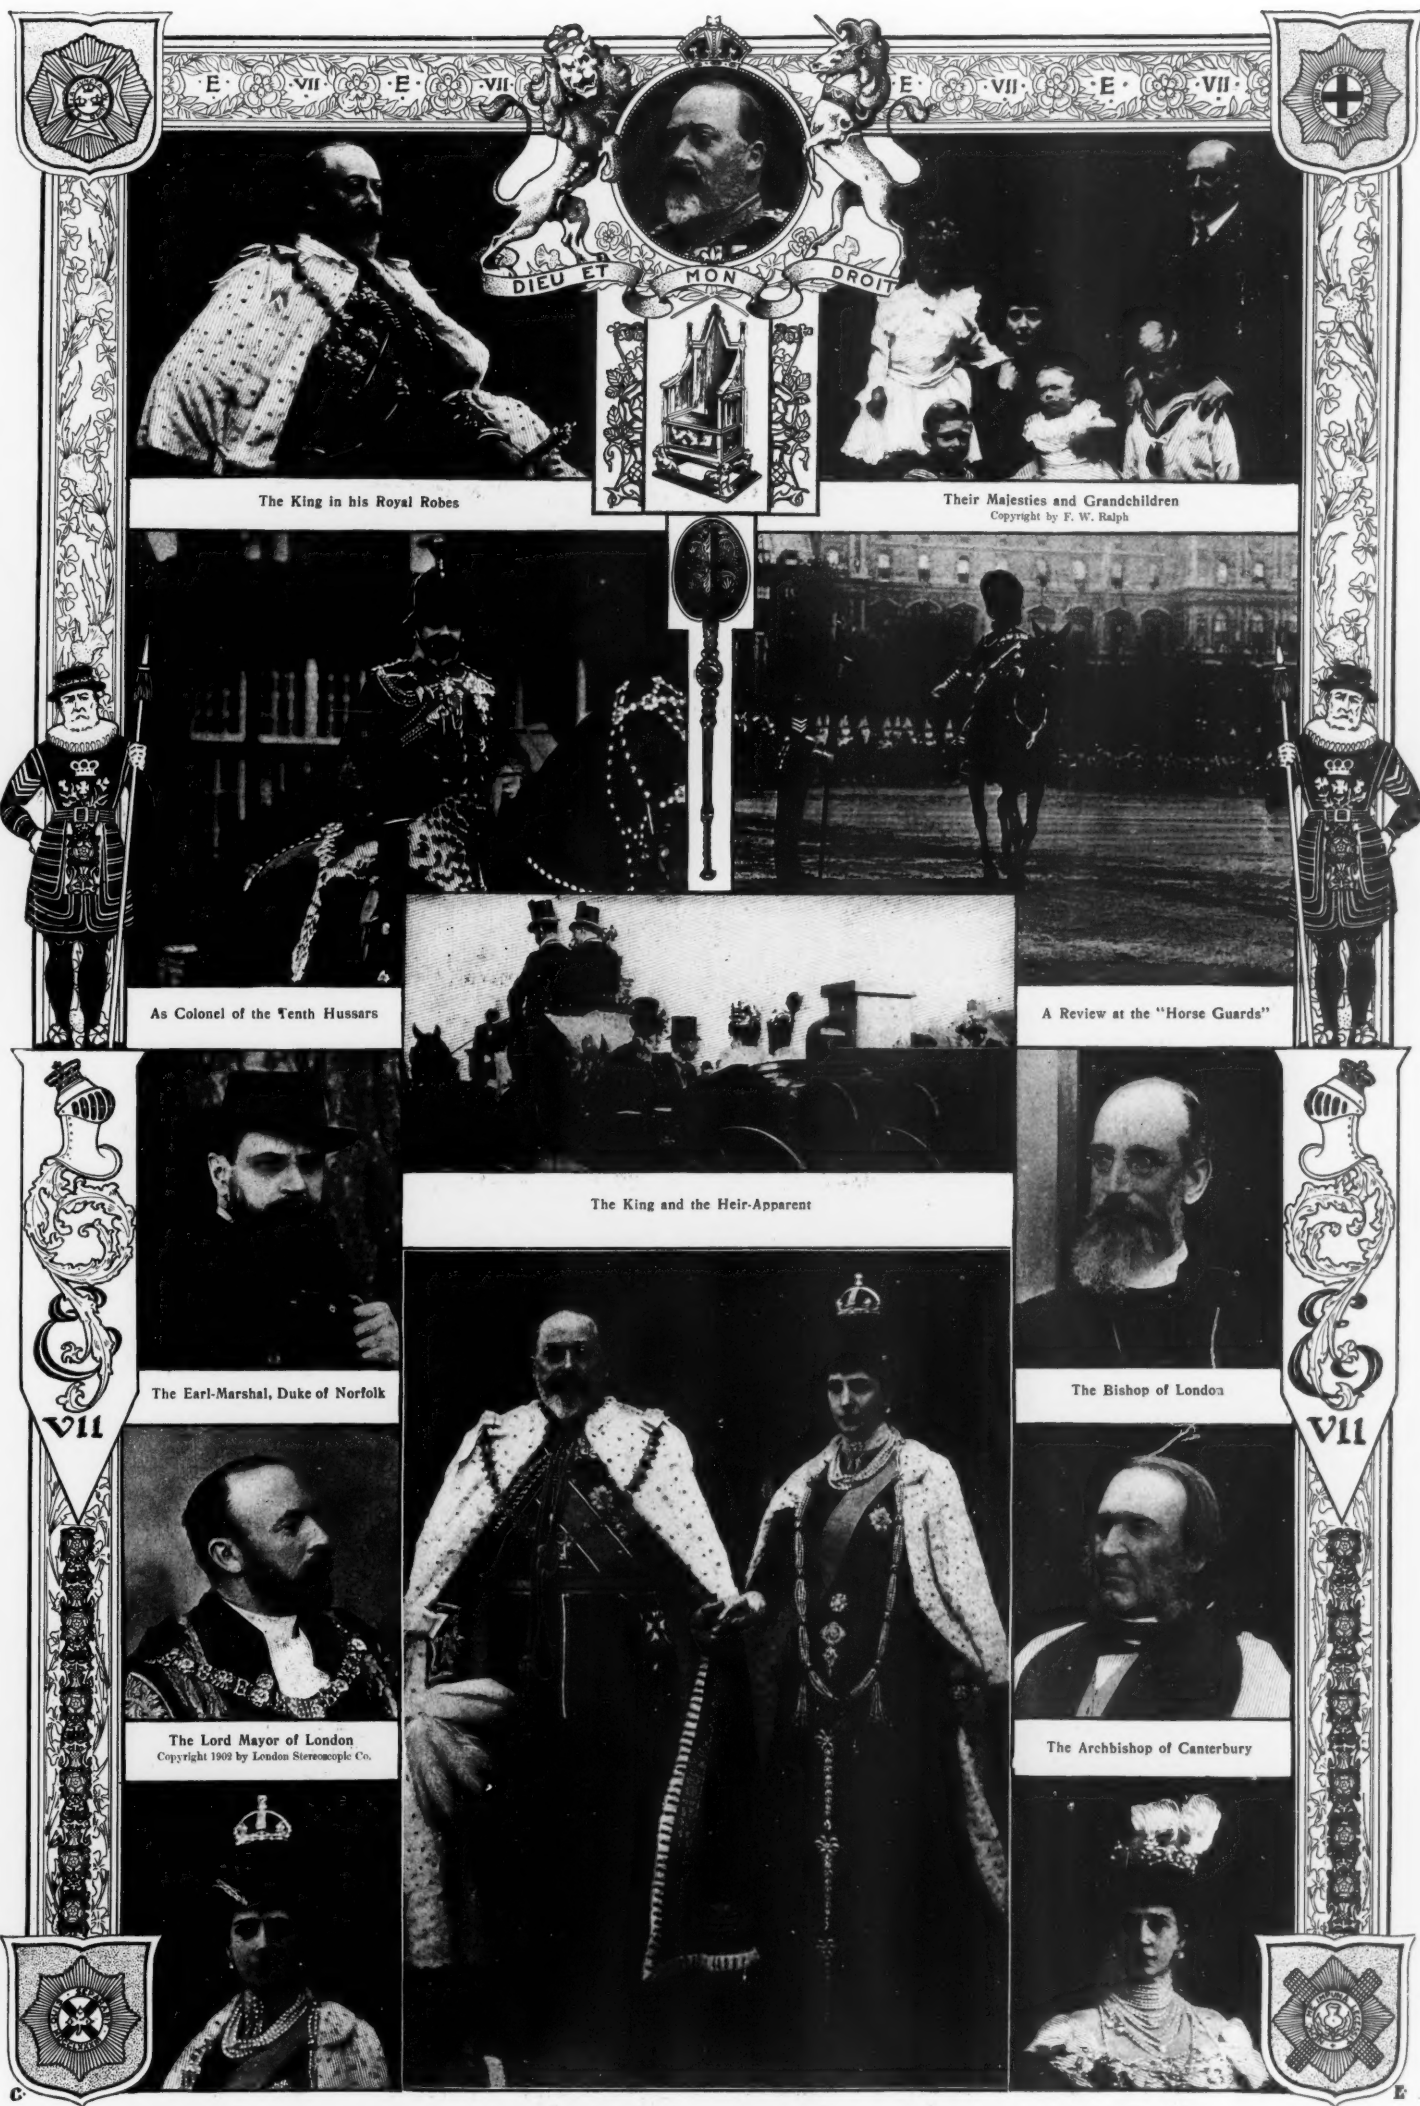 · E · VII · E · VII ·
E · VII · E · VII ·
DIEU ET MON DROIT
The King in his Royal Robes
Their Majesties and Grandchildren
Copyright by F. W. Ralph
As Colonel of the Tenth Hussars
A Review at the "Horse Guards"
The King and the Heir-Apparent
The Earl-Marshal, Duke of Norfolk
The Bishop of London
VII
VII
The Lord Mayor of London
Copyright 1902 by London Stereoscopic Co.
The Archbishop of Canterbury